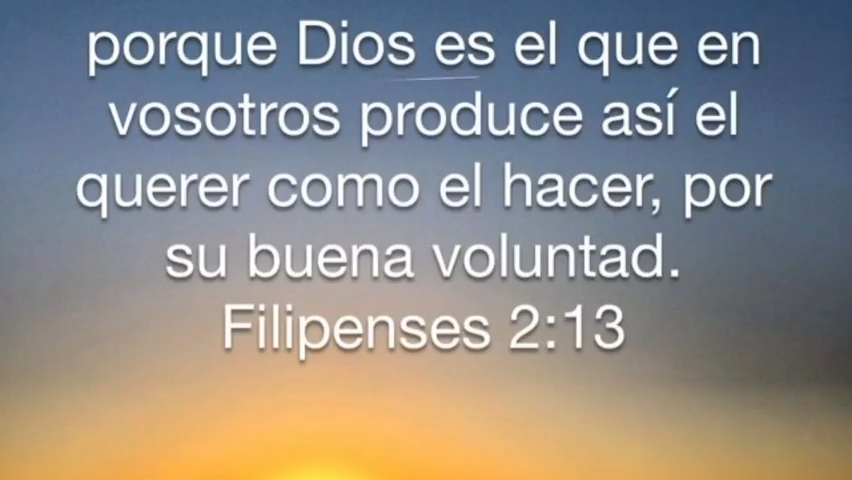 porque Dios es el que en
vosotros produce así el
querer como el hacer, por
su buena voluntad.
Filipenses 2:13